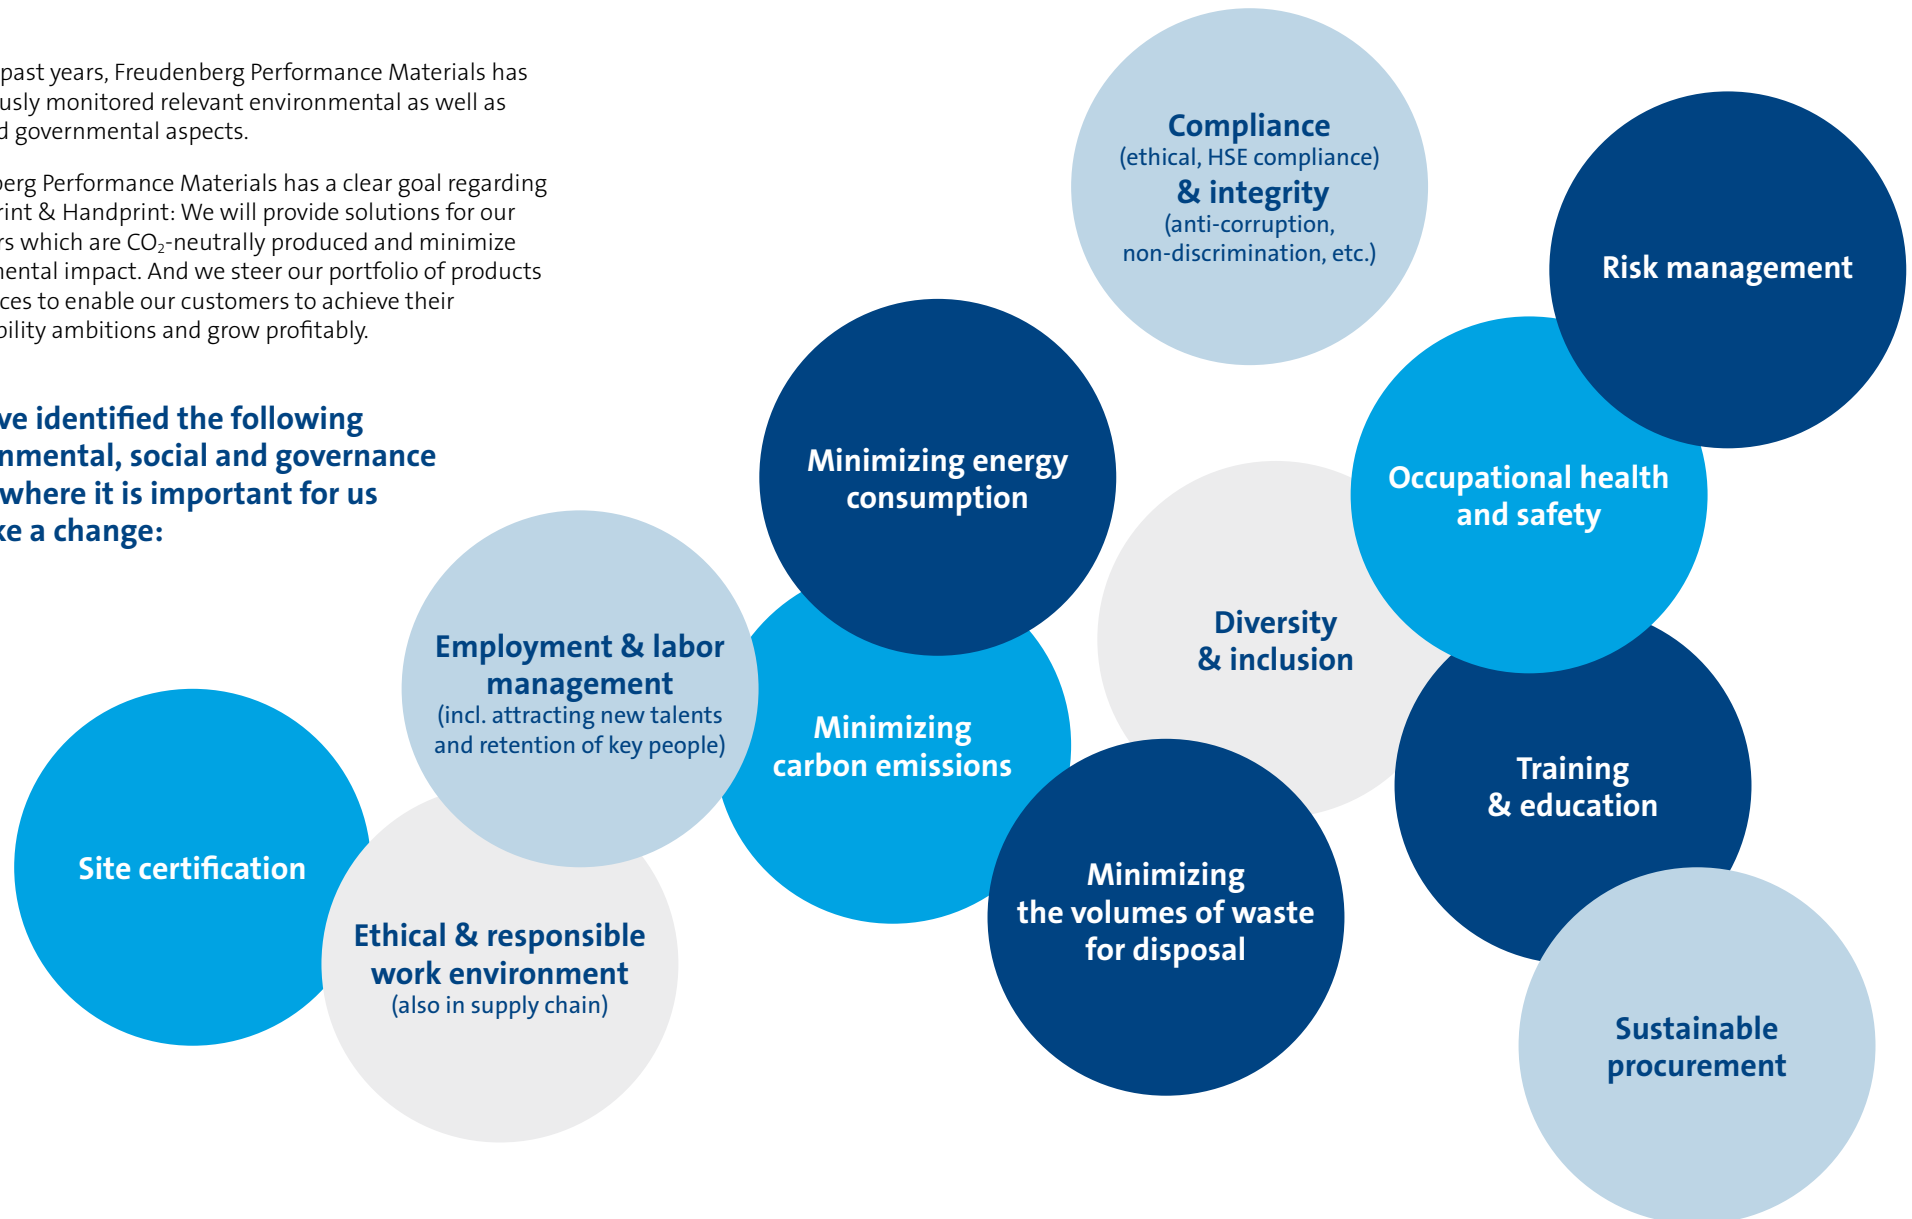 past years, Freudenberg Performance Materials has
usly monitored relevant environmental as well as
d governmental aspects.
berg Performance Materials has a clear goal regarding
rint & Handprint: We will provide solutions for our
rs which are CO₂-neutrally produced and minimize
mental impact. And we steer our portfolio of products
ces to enable our customers to achieve their
bility ambitions and grow profitably.
ve identified the following
nmental, social and governance
where it is important for us
ke a change:
Compliance
(ethical, HSE compliance)
& integrity
(anti-corruption,
non-discrimination, etc.)
Risk management
Minimizing energy
consumption
Occupational health
and safety
Diversity
& inclusion
Employment & labor
management
(incl. attracting new talents
and retention of key people)
Minimizing
carbon emissions
Training
& education
Site certification
Ethical & responsible
work environment
(also in supply chain)
Minimizing
the volumes of waste
for disposal
Sustainable
procurement